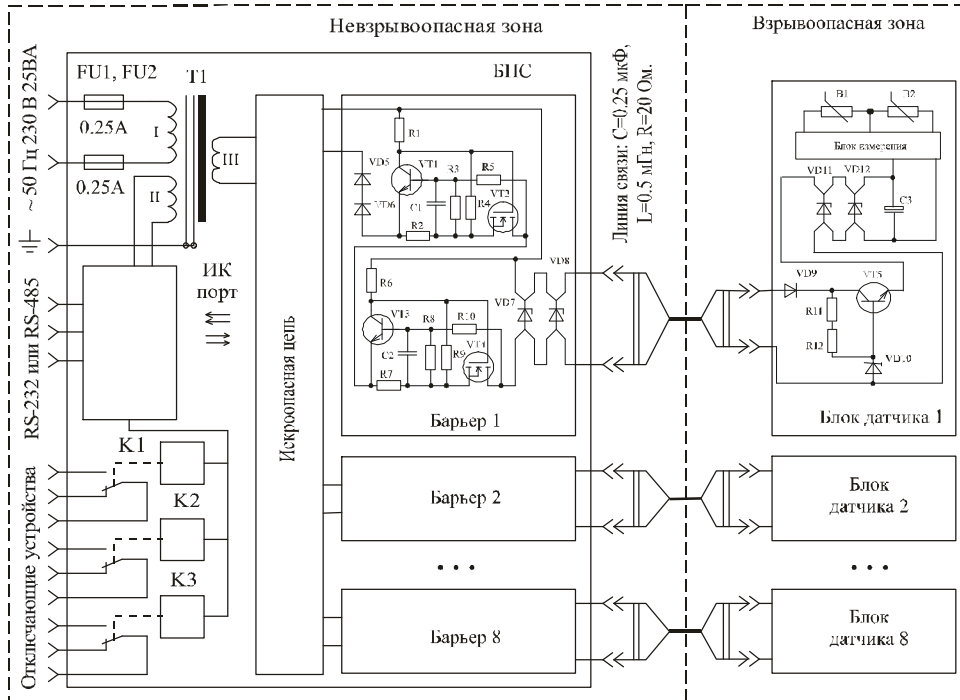 Невзрывоопасная зона
Взрывоопасная зона
~50 Гц 230 В 25ВА
FU1, FU2
T1
БПС
0.25А
0.25А
I
II
III
ИК
порт
RS-232 или RS-485
Отключающие устройства
K1
K2
K3
Искроопасная цепь
R1
VD5
VD6
VT1
C1
R2
R3
R4
R5
VT2
R6
VT3
C2
R7
R8
R9
R10
VD7
VD8
Барьер 1
Барьер 2
• • •
Барьер 8
Линия связи: C=0.25 мкФ,
L=0.5 мГн, R=20 Ом.
B1
B2
Блок измерения
VD11
VD12
C3
VD9
VT5
R11
R12
VD10
Блок датчика 1
Блок
датчика 2
• • •
Блок
датчика 8